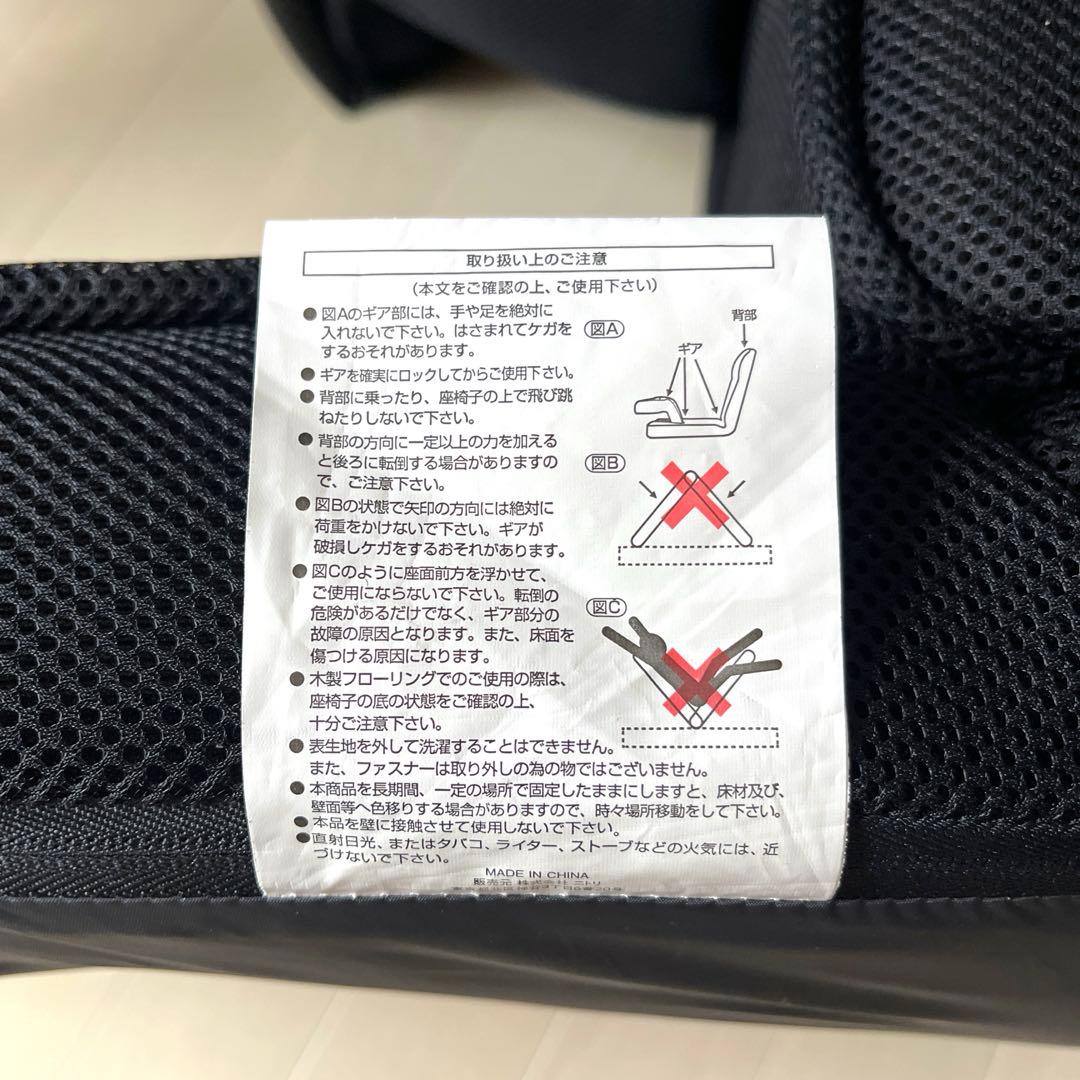 取り扱い上のご注意
(本文をご確認の上、ご使用下さい)
●図Aのギア部には、手や足を絶対に
入れないで下さい。はさまれてケガを
するおそれがあります。
●ギアを確実にロックしてからご使用下さい。
●背部に乗ったり、座椅子の上で飛び跳
ねたりしないで下さい。
●背部の方向に一定以上の力を加える
と後ろに転倒する場合がありますの
で、ご注意下さい。
●図Bの状態で矢印の方向には絶対に
荷重をかけないで下さい。ギアが
破損しケガをするおそれがあります。
●図Cのように座面前方を浮かせて、
ご使用にならないで下さい。転倒の
危険があるだけでなく、ギア部分の
故障の原因となります。また、床面を
傷つける原因になります。
●木製フローリングでのご使用の際は、
座椅子の底の状態をご確認の上、
十分ご注意下さい。
●表生地を外して洗濯することはできません。
また、ファスナーは取り外しの為の物ではございません。
●本商品を長期間、一定の場所で固定したままにしますと、床材及び、
壁面等へ色移りする場合がありますので、時々場所移動をして下さい。
●本品を壁に接触させて使用しないで下さい。
●直射日光、またはタバコ、ライター、ストーブなどの火気には、近
づけないで下さい。
図A
背部
ギア
図B
図C
MADE IN CHINA
販売元 株式会社 ニトリ